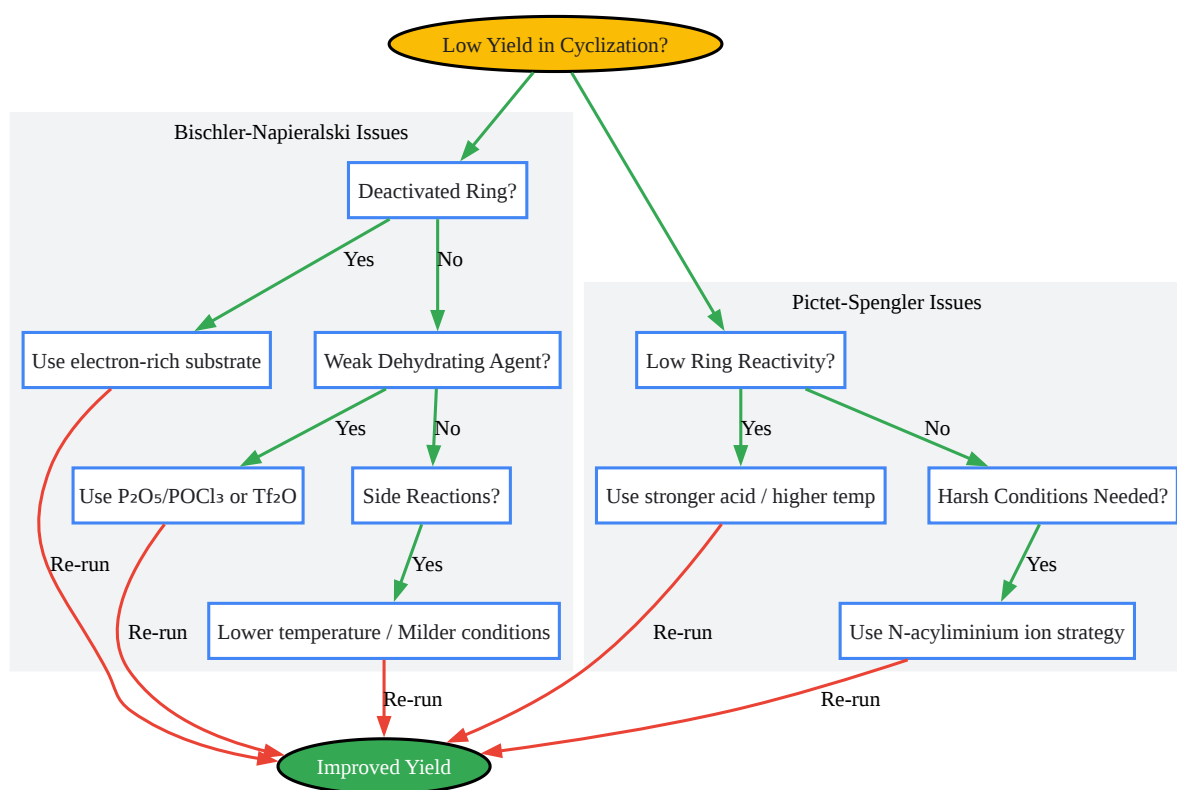 Low Yield in Cyclization?
Bischler-Napieralski Issues
Deactivated Ring?
Yes
No
Pictet-Spengler Issues
Use electron-rich substrate
Weak Dehydrating Agent?
Low Ring Reactivity?
Yes
No
Yes
No
Use P₂O₅/POCl₃ or Tf₂O
Side Reactions?
Use stronger acid / higher temp
Harsh Conditions Needed?
Re-run
Yes
Yes
Re-run
Lower temperature / Milder conditions
Re-run
Use N-acyliminium ion strategy
Re-run
Re-run
Improved Yield